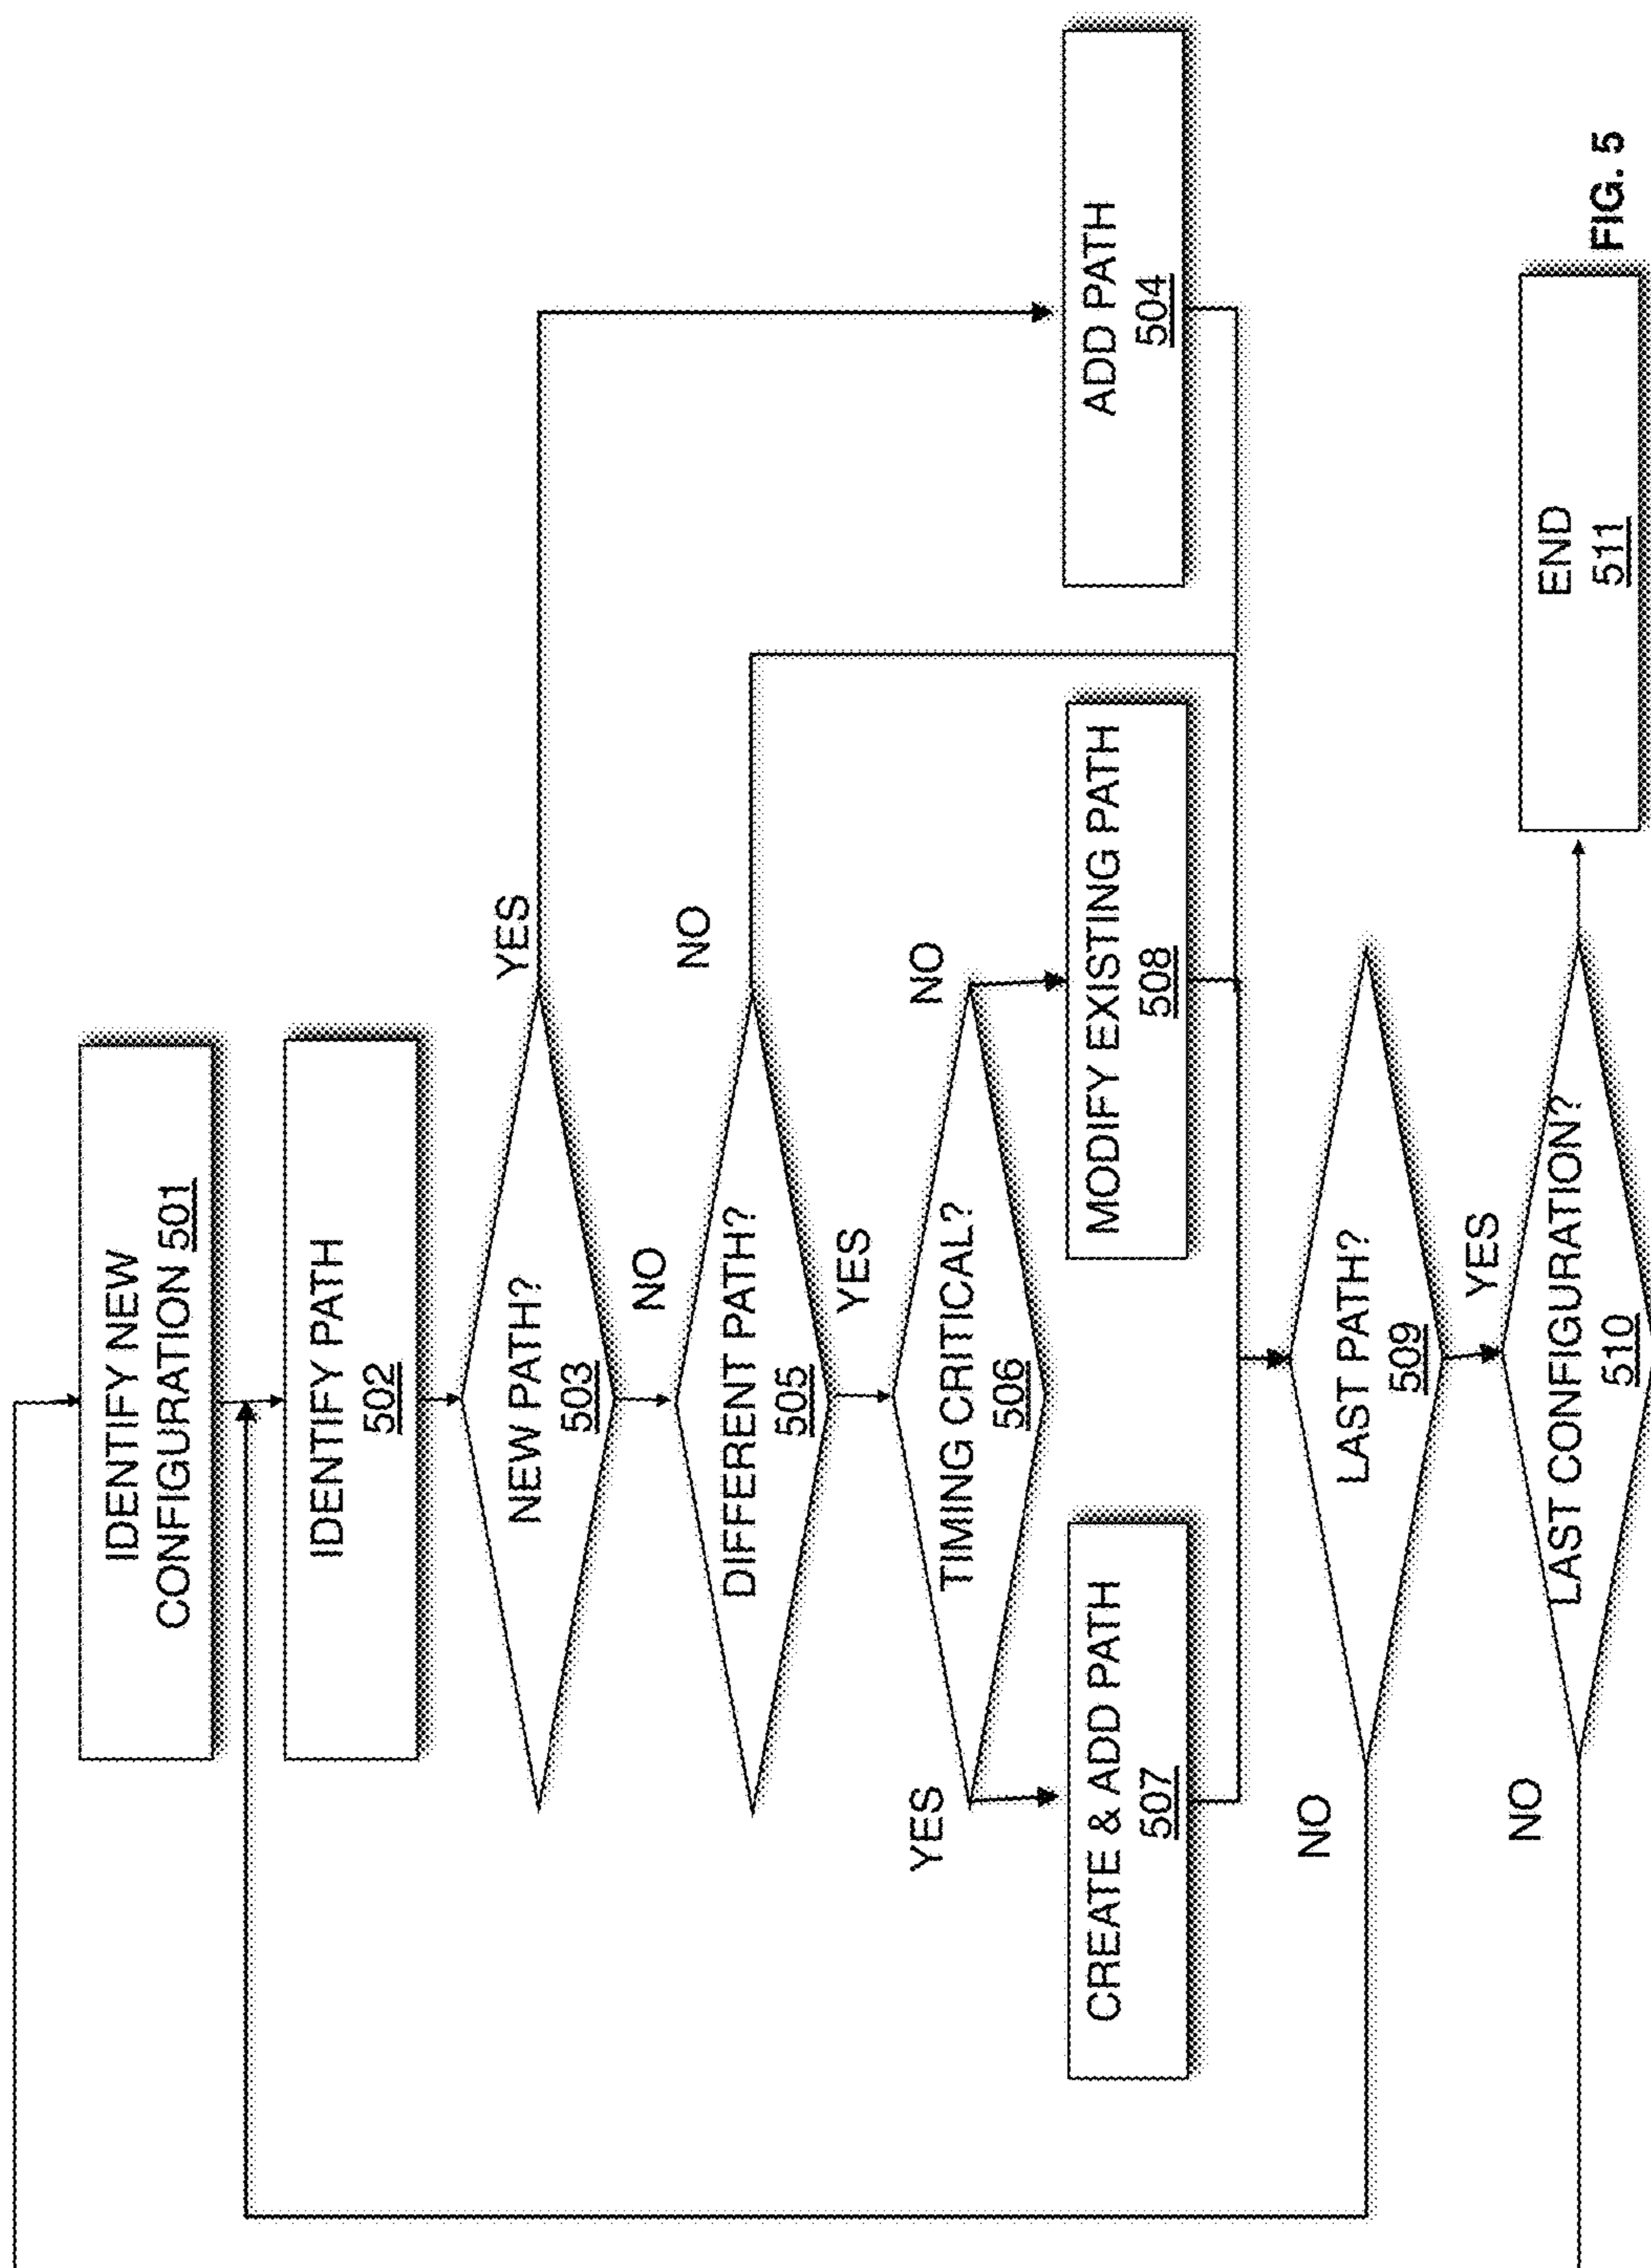 IDENTIFY NEW
CONFIGURATION 501
IDENTIFY PATH
502
NEW PATH?
503
YES
NO
DIFFERENT PATH?
505
NO
YES
TIMING CRITICAL?
506
YES
NO
CREATE & ADD PATH
507
MODIFY EXISTING PATH
508
ADD PATH
504
LAST PATH?
509
NO
YES
LAST CONFIGURATION?
510
NO
END
511
FIG. 5